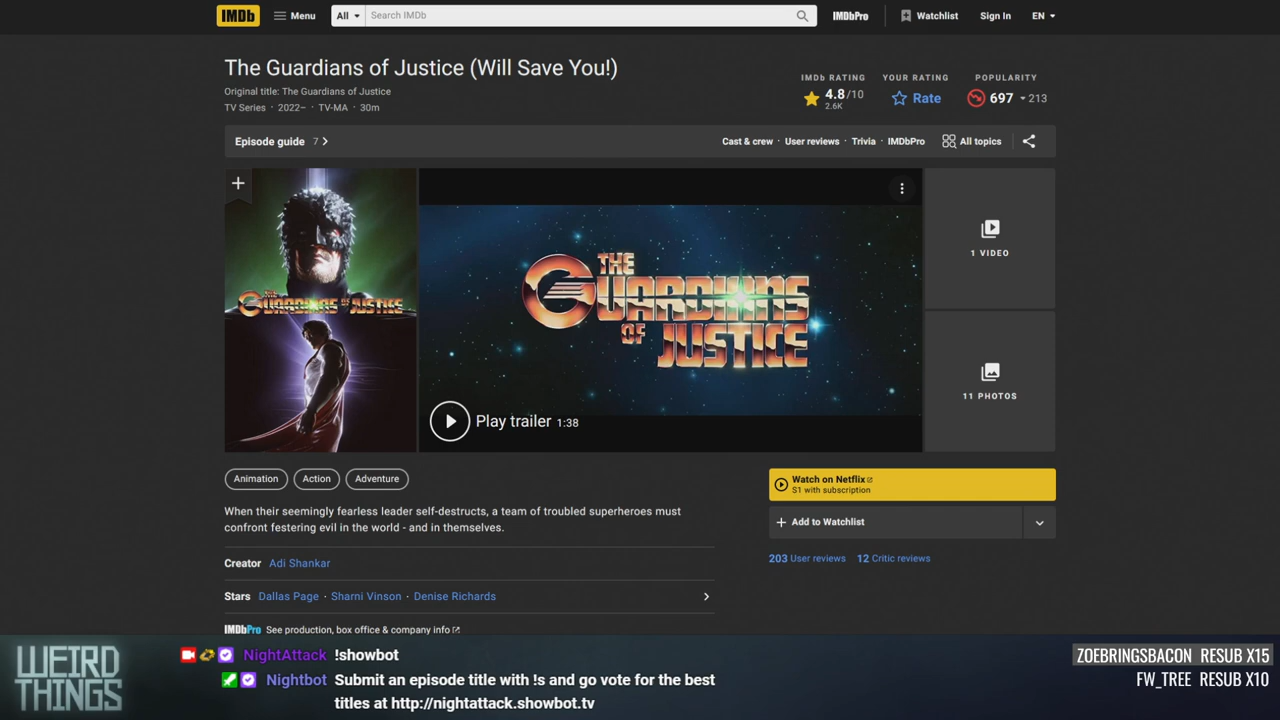 IMDb
Menu
All
Search IMDb
IMDbPro
Watchlist
Sign In
EN
The Guardians of Justice (Will Save You!)
Original title: The Guardians of Justice
TV Series · 2022– · TV-MA · 30m
IMDb RATING
4.8/10
2.6K
YOUR RATING
Rate
POPULARITY
697
213
Episode guide 7
Cast & crew · User reviews · Trivia · IMDbPro
All topics
THE GUARDIANS OF JUSTICE
THE
GUARDIANS
OF JUSTICE
Play trailer 1:38
1 VIDEO
11 PHOTOS
Animation
Action
Adventure
Watch on Netflix
S1 with subscription
Add to Watchlist
203 User reviews
12 Critic reviews
When their seemingly fearless leader self-destructs, a team of troubled superheroes must
confront festering evil in the world - and in themselves.
Creator Adi Shankar
Stars Dallas Page · Sharni Vinson · Denise Richards
IMDbPro See production, box office & company info
WEIRD
THINGS
NightAttack !showbot
Nightbot Submit an episode title with !s and go vote for the best
titles at http://nightattack.showbot.tv
ZOEBRINGSBACON RESUB X15
FW_TREE RESUB X10